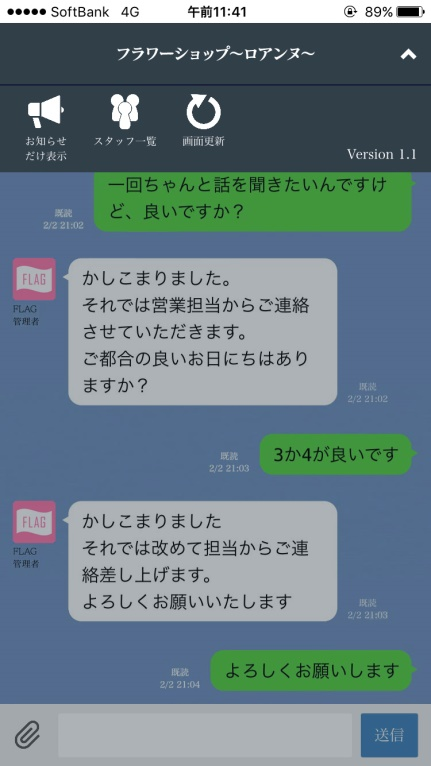 ●●●●● SoftBank 4G 午前11:41 89%
フラワーショップ〜ロアンヌ〜
お知らせ
だけ表示
スタッフ一覧
画面更新
Version 1.1
一回ちゃんと話を聞きたいんですけ
ど、良いですか？
既読
2/2 21:02
FLAG
FLAG
管理者
かしこまりました。
それでは営業担当からご連絡
させていただきます。
ご都合の良いお日にちはあり
ますか？
既読
2/2 21:02
3か4が良いです
既読
2/2 21:03
FLAG
FLAG
管理者
かしこまりました
それでは改めて担当からご連
絡差し上げます。
よろしくお願いいたします
既読
2/2 21:03
よろしくお願いします
既読
2/2 21:04
送信